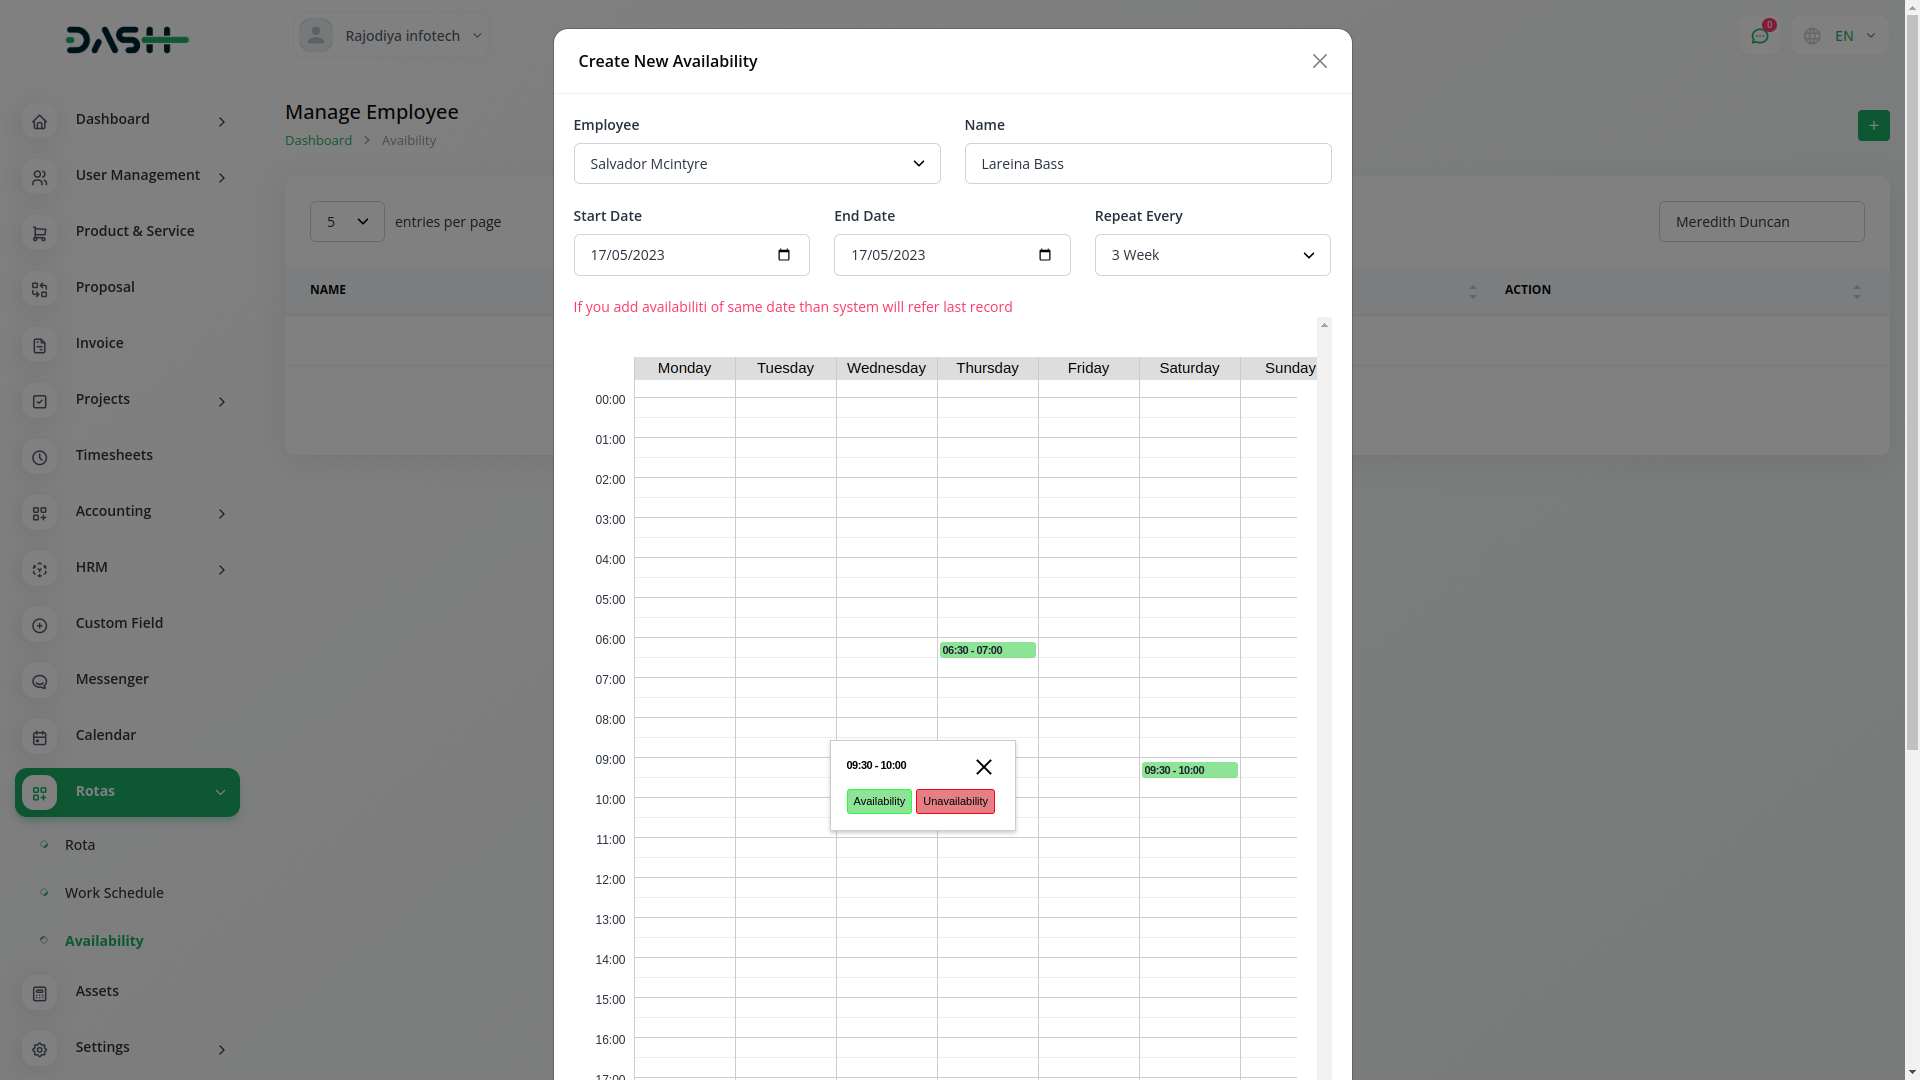 DASH
Rajodiya infotech
0
EN
Dashboard
User Management
Product & Service
Proposal
Invoice
Projects
Timesheets
Accounting
HRM
Custom Field
Messenger
Calendar
Rotas
Rota
Work Schedule
Availability
Assets
Settings
Manage Employee
Dashboard > Avaibility
+
5 entries per page
Meredith Duncan
NAME
ACTION
Create New Availability
Employee
Name
Salvador Mcintyre
Lareina Bass
Start Date
End Date
Repeat Every
17/05/2023
17/05/2023
3 Week
If you add availabiliti of same date than system will refer last record
Monday Tuesday Wednesday Thursday Friday Saturday Sunday
00:00
01:00
02:00
03:00
04:00
05:00
06:00
06:30 - 07:00
07:00
08:00
09:00
09:30 - 10:00
09:30 - 10:00
Availability Unavailability
10:00
11:00
12:00
13:00
14:00
15:00
16:00
17:00